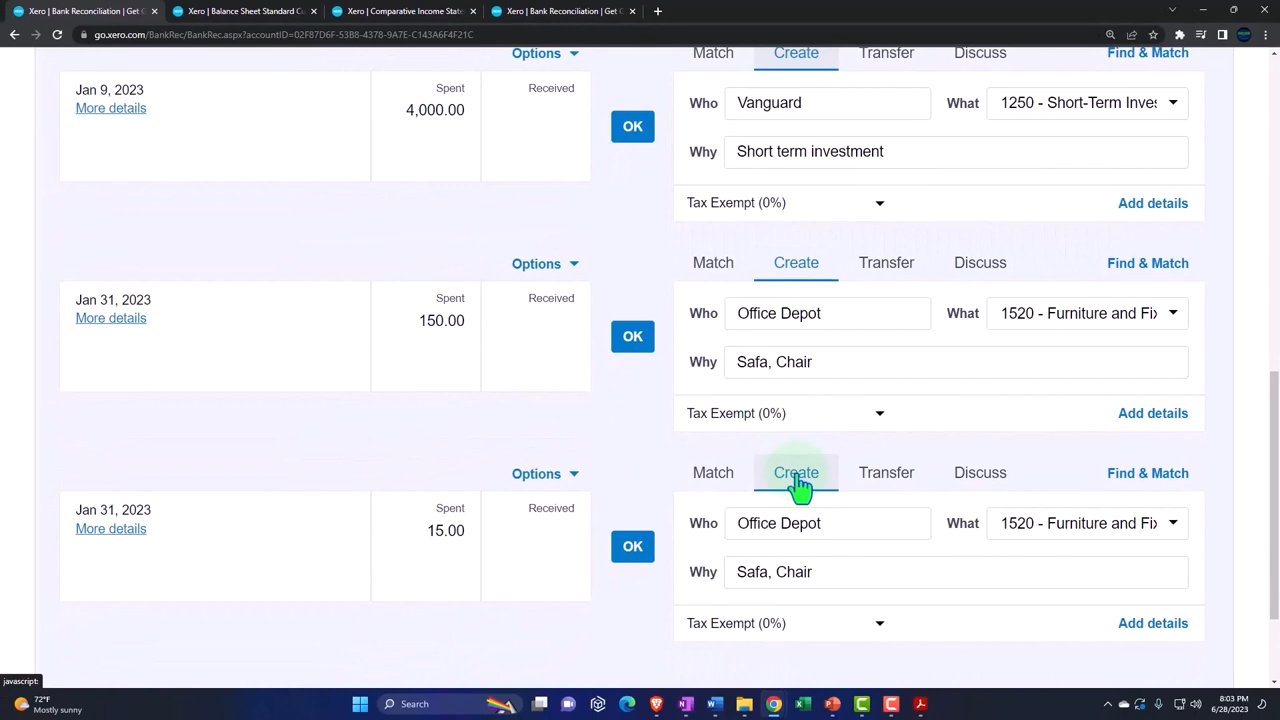 Xero | Bank Reconciliation | Get G
Xero | Balance Sheet Standard Cu
Xero | Comparative Income State
Xero | Bank Reconciliation | Get G
go.xero.com/BankRec/BankRec.aspx?accountID=02F87D6F-53B8-4378-9A7E-C143A6F4F21C
Options
Match Create Transfer Discuss Find & Match
Jan 9, 2023
More details
Spent
4,000.00
Received
OK
Who Vanguard What 1250 - Short-Term Inves
Why Short term investment
Tax Exempt (0%) Add details
Options
Match Create Transfer Discuss Find & Match
Jan 31, 2023
More details
Spent
150.00
Received
OK
Who Office Depot What 1520 - Furniture and Fix
Why Safa, Chair
Tax Exempt (0%) Add details
Options
Match Create Transfer Discuss Find & Match
Jan 31, 2023
More details
Spent
15.00
Received
OK
Who Office Depot What 1520 - Furniture and Fix
Why Safa, Chair
Tax Exempt (0%) Add details
javascript:
72°F
Mostly sunny
Search
8:03 PM
6/28/2023